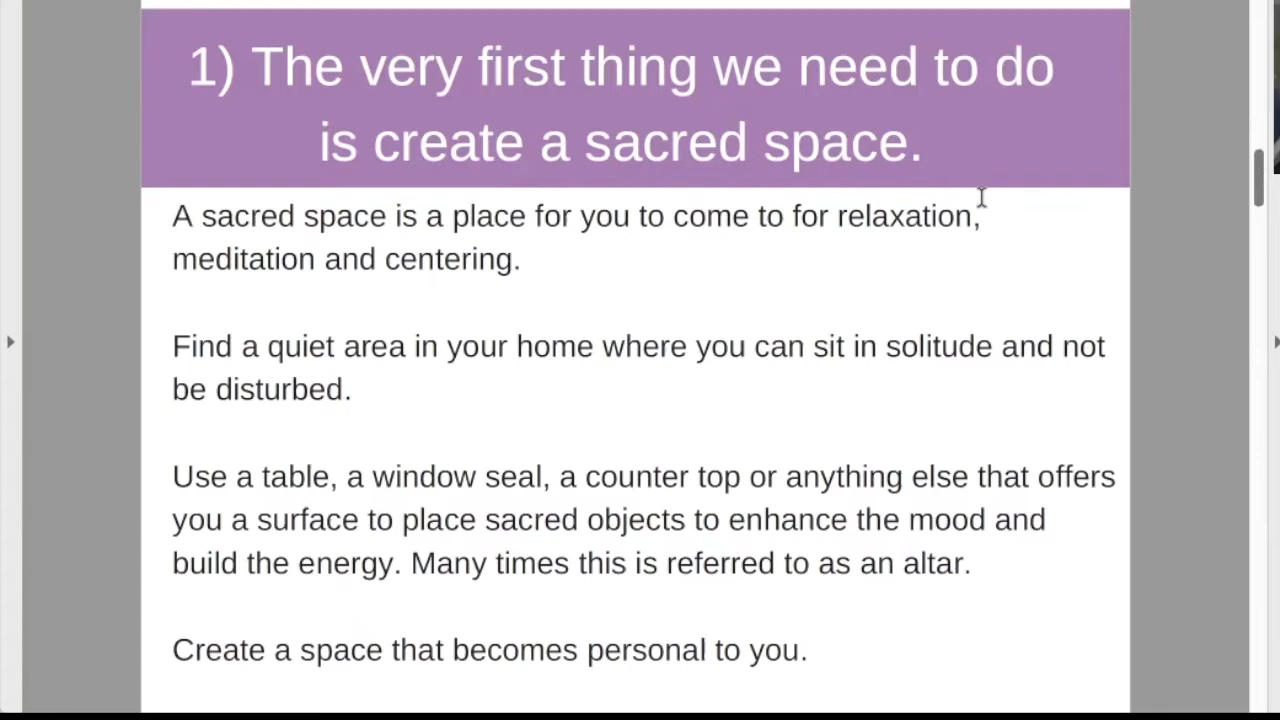 1) The very first thing we need to do
is create a sacred space.
A sacred space is a place for you to come to for relaxation,
meditation and centering.
Find a quiet area in your home where you can sit in solitude and not
be disturbed.
Use a table, a window seal, a counter top or anything else that offers
you a surface to place sacred objects to enhance the mood and
build the energy. Many times this is referred to as an altar.
Create a space that becomes personal to you.